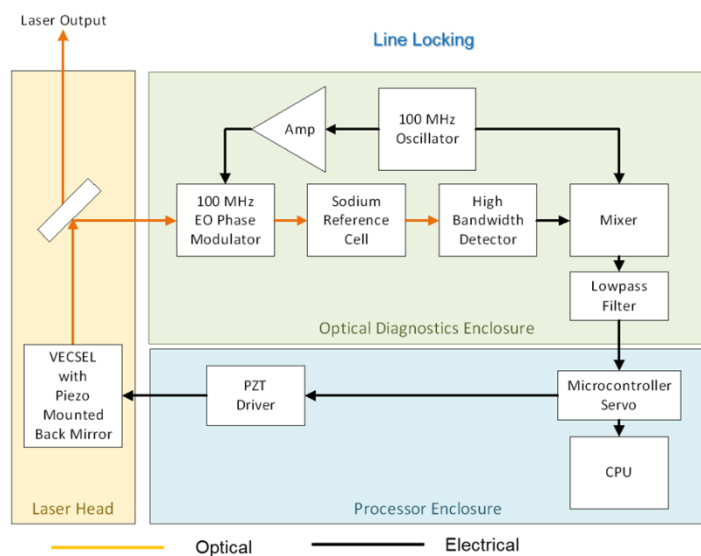 Laser Output
Line Locking
Amp
100 MHz
Oscillator
100 MHz
EO Phase
Modulator
Sodium
Reference
Cell
High
Bandwidth
Detector
Mixer
Lowpass
Filter
Optical Diagnostics Enclosure
VECSEL
with
Piezo
Mounted
Back Mirror
PZT
Driver
Microcontroller
Servo
CPU
Laser Head
Processor Enclosure
Optical
Electrical